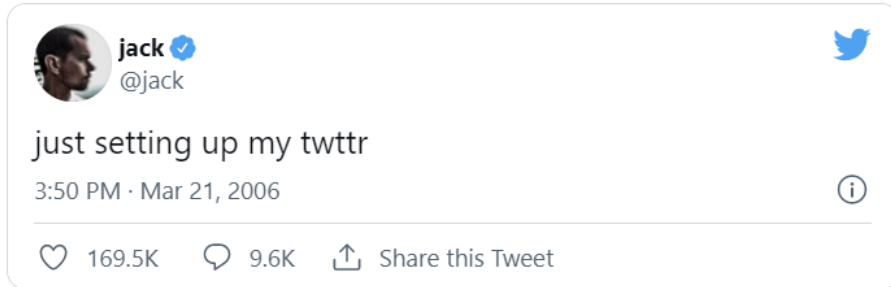 jack
@jack
just setting up my twttr
3:50 PM · Mar 21, 2006
169.5K 9.6K Share this Tweet